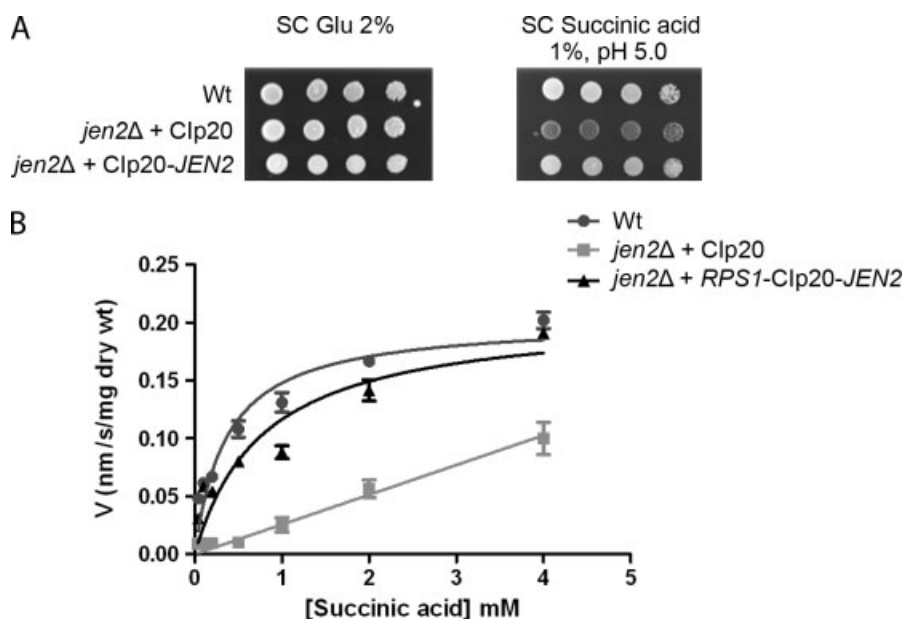 A
SC Glu 2%
SC Succinic acid
1%, pH 5.0
Wt
jen2Δ + Clp20
jen2Δ + Clp20-JEN2
B
Wt
jen2Δ + Clp20
jen2Δ + RPS1-Clp20-JEN2
V (nm/s/mg dry wt)
0.25
0.20
0.15
0.10
0.05
0.00
0 1 2 3 4 5
[Succinic acid] mM